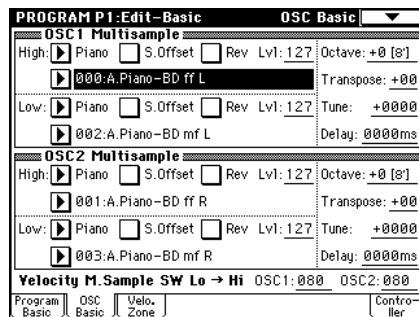 PROGRAM P1:Edit-Basic OSC Basic
OSC1 Multisample
High: Piano S.Offset Rev Lvl: 127 Octave: +0 [8']
000:A.Piano-BD ff L Transpose: +00
Low: Piano S.Offset Rev Lvl: 127 Tune: +0000
002:A.Piano-BD mf L Delay: 0000ms
OSC2 Multisample
High: Piano S.Offset Rev Lvl: 127 Octave: +0 [8']
001:A.Piano-BD ff R Transpose: +00
Low: Piano S.Offset Rev Lvl: 127 Tune: +0000
003:A.Piano-BD mf R Delay: 0000ms
Velocity M.Sample SW Lo → Hi OSC1: 080 OSC2: 080
Program Basic OSC Basic Velo. Zone Contro-ller